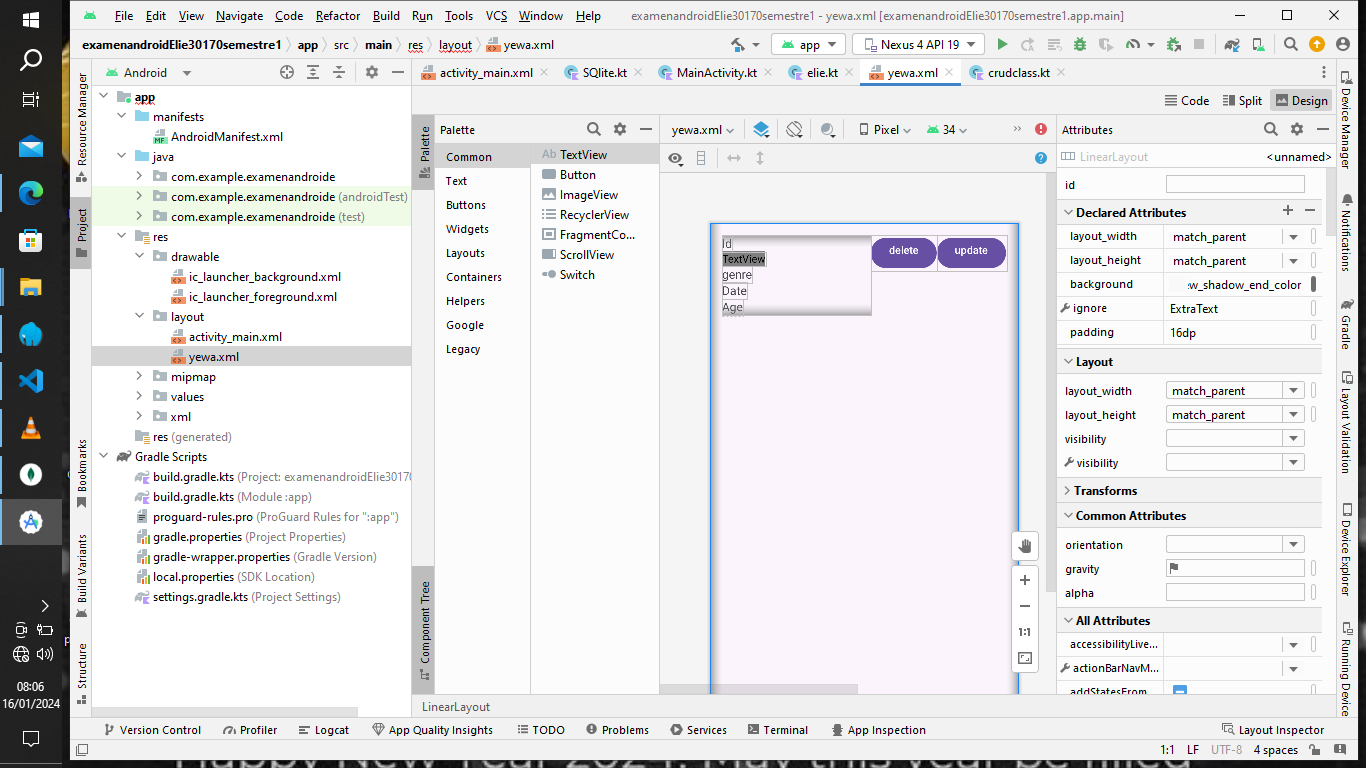 File Edit View Navigate Code Refactor Build Run Tools VCS Window Help examenandroidElie30170semestre1 - yewa.xml [examenandroidElie30170semestre1.app.main]
examenandroidElie30170semestre1 app src main res layout yewa.xml
app Nexus 4 API 19
Android
activity_main.xml SQlite.kt MainActivity.kt elie.kt yewa.xml crudclass.kt
Code Split Design
Resource Manager
Project
Bookmarks
Build Variants
Structure
app
manifests
AndroidManifest.xml
java
com.example.examenandroide
com.example.examenandroide (androidTest)
com.example.examenandroide (test)
res
drawable
ic_launcher_background.xml
ic_launcher_foreground.xml
layout
activity_main.xml
yewa.xml
mipmap
values
xml
res (generated)
Gradle Scripts
build.gradle.kts (Project: examenandroidElie3017
build.gradle.kts (Module :app)
proguard-rules.pro (ProGuard Rules for ":app")
gradle.properties (Project Properties)
gradle-wrapper.properties (Gradle Version)
local.properties (SDK Location)
settings.gradle.kts (Project Settings)
Palette
Component Tree
Palette
Common
Text
Buttons
Widgets
Layouts
Containers
Helpers
Google
Legacy
Ab TextView
Button
ImageView
RecyclerView
FragmentCo...
ScrollView
Switch
yewa.xml Pixel 34
Id
TextView
genre
Date
Age
delete update
1:1
Attributes
LinearLayout <unnamed>
id
Declared Attributes
layout_width match_parent
layout_height match_parent
background w_shadow_end_color
ignore ExtraText
padding 16dp
Layout
layout_width match_parent
layout_height match_parent
visibility
visibility
Transforms
Common Attributes
orientation
gravity
alpha
All Attributes
accessibilityLive...
actionBarNavM...
addStatesFrom
Device Manager
Notifications
Gradle
Layout Validation
Device Explorer
Running Device
LinearLayout
Version Control Profiler Logcat App Quality Insights TODO Problems Services Terminal App Inspection Layout Inspector
1:1 LF UTF-8 4 spaces
08:06
16/01/2024